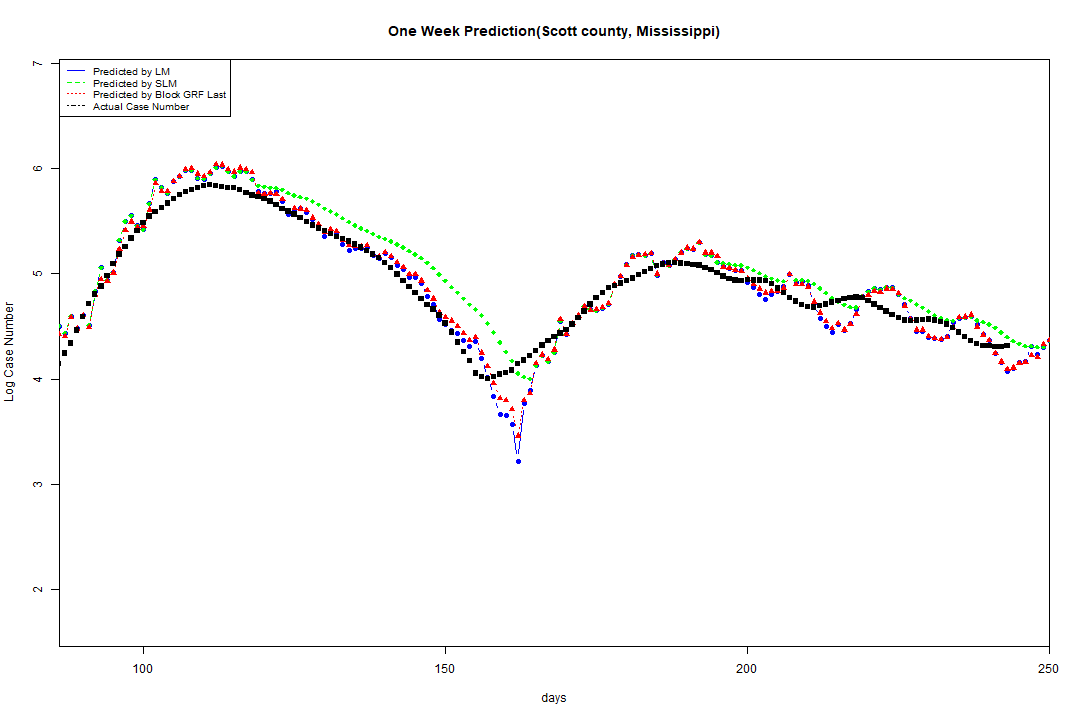 One Week Prediction(Scott county, Mississippi)
Predicted by LM
Predicted by SLM
Predicted by Block GRF Last
Actual Case Number
7
6
5
4
3
2
Log Case Number
100
150
200
250
days